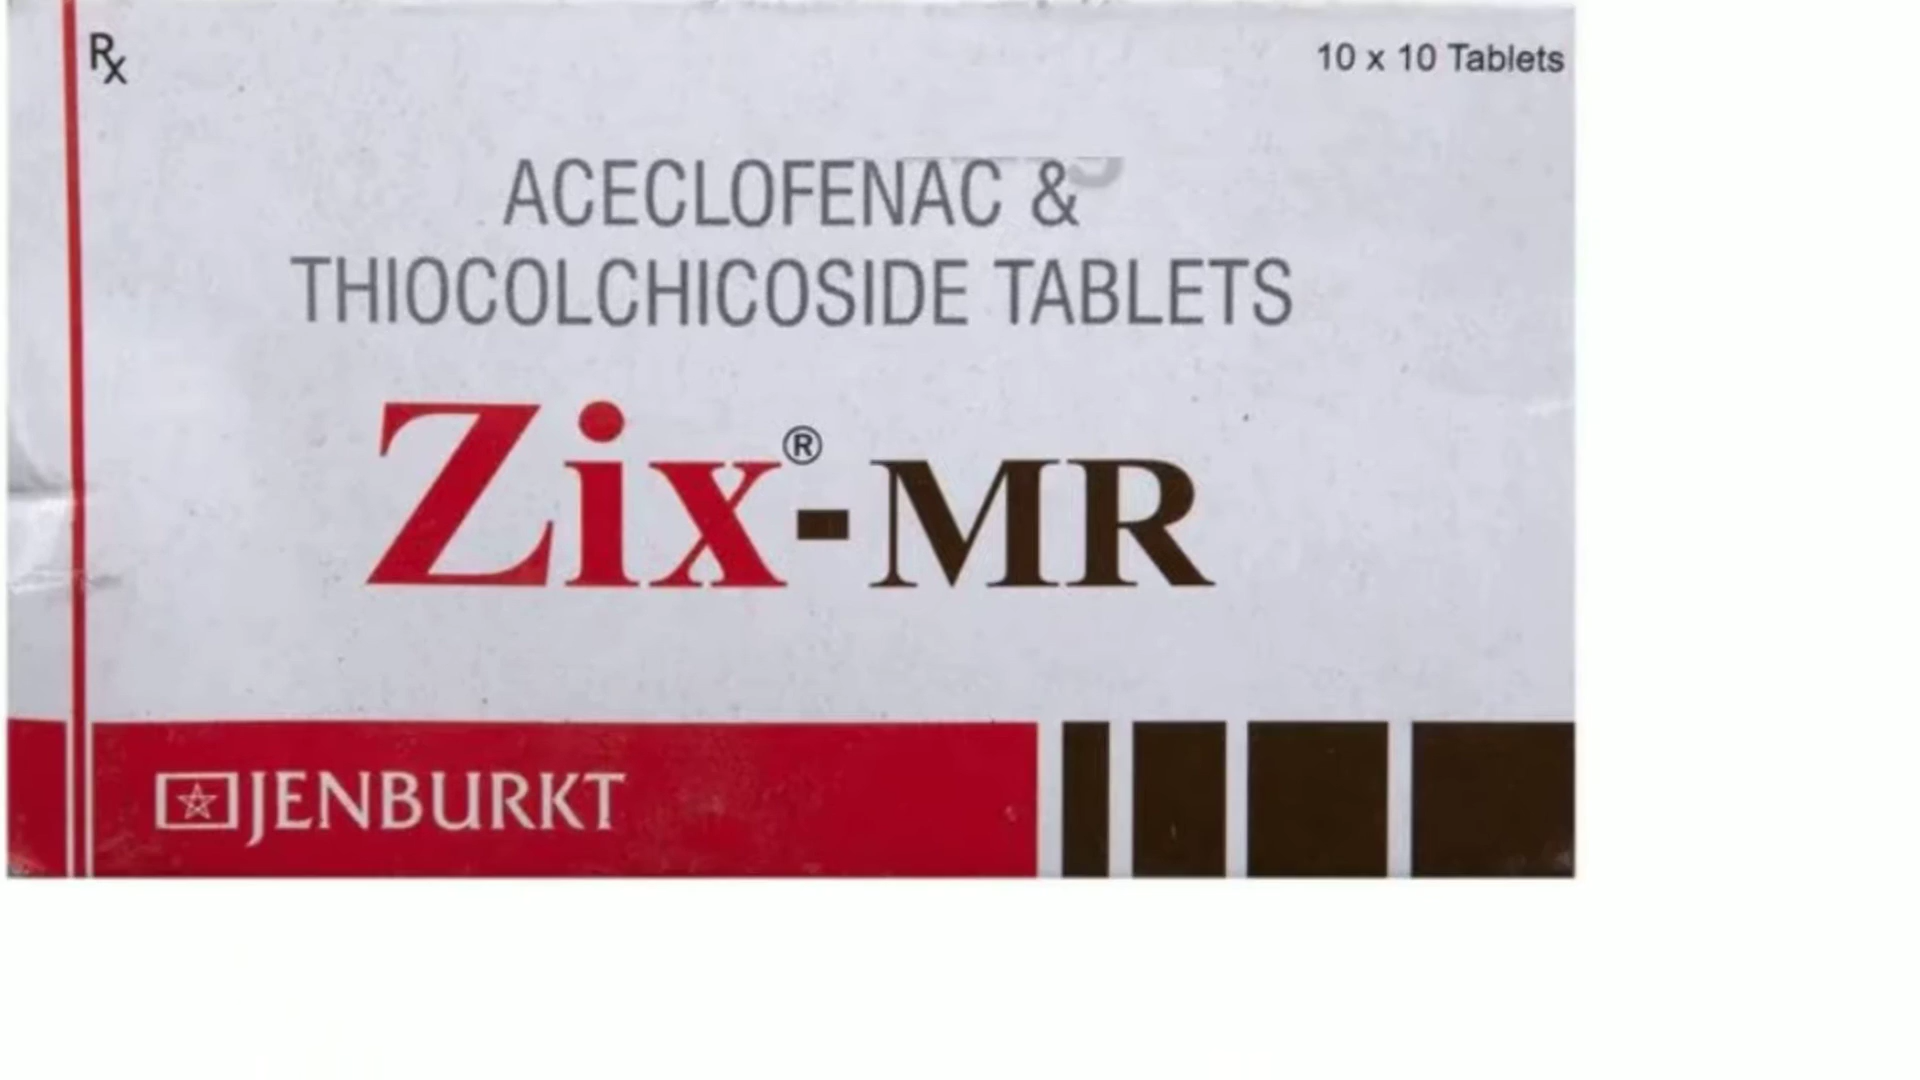 Rx
10 x 10 Tablets
ACECLOFENAC &
THIOCOLCHICOSIDE TABLETS
Zix®-MR
JENBURKT